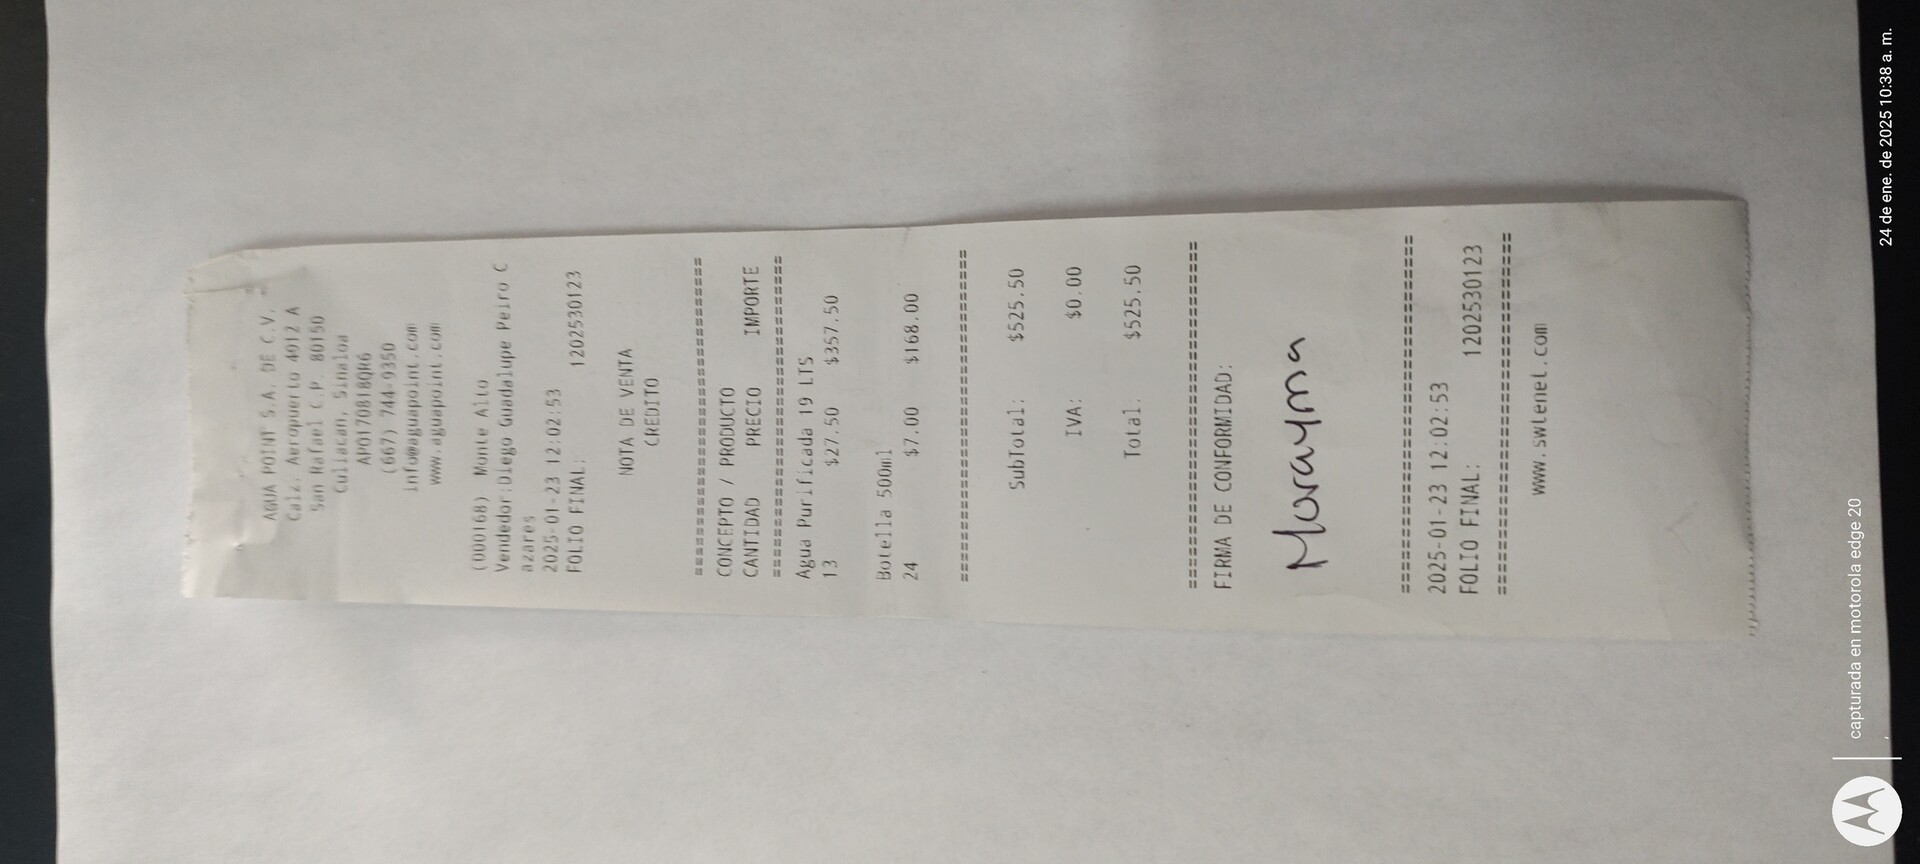 AGUA POINT S.A. DE C.V.
Calz. Aeropuerto 4012 A
San Rafael C.P. 80150
Culiacan, Sinaloa
APO170818QR6
(667) 744-0350
info@aguapoint.com
www.aguapoint.com
(000168) Monte Alto
Vendedor:Diego Guadalupe Peiro C
azares
2025-01-23 12:02:53
FOLIO FINAL: 1202530123
NOTA DE VENTA
CREDITO
================================
CONCEPTO / PRODUCTO
CANTIDAD PRECIO IMPORTE
================================
Agua Purificada 19 LTS
13 $27.50 $357.50
Botella 500ml
24 $7.00 $168.00
================================
SubTotal: $525.50
IVA: $0.00
Total: $525.50
================================
FIRMA DE CONFORMIDAD:
Morayma
================================
2025-01-23 12:02:53
FOLIO FINAL: 1202530123
================================
www.swlenet.com
capturada en motorola edge 20
24 de ene. de 2025 10:38 a. m.